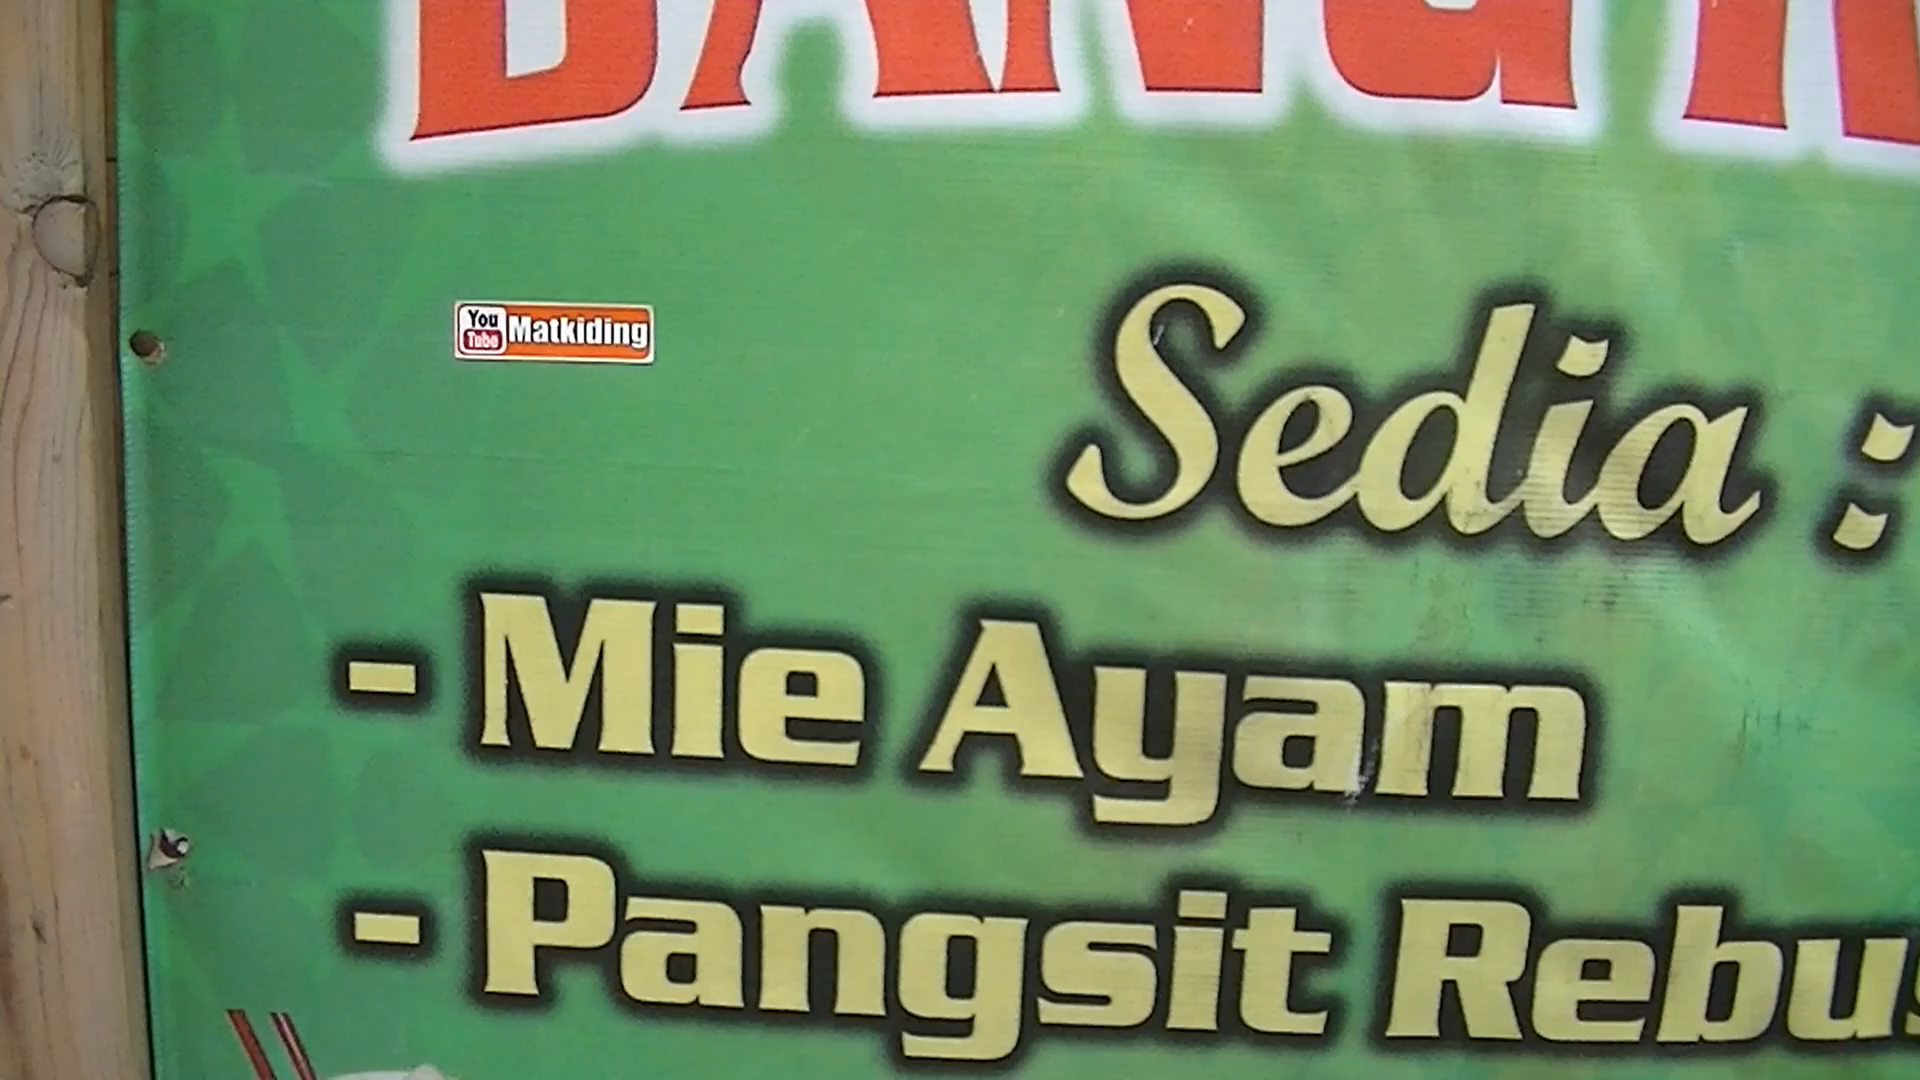 You
Tube
Matkiding
Sedia :
- Mie Ayam
- Pangsit Rebus